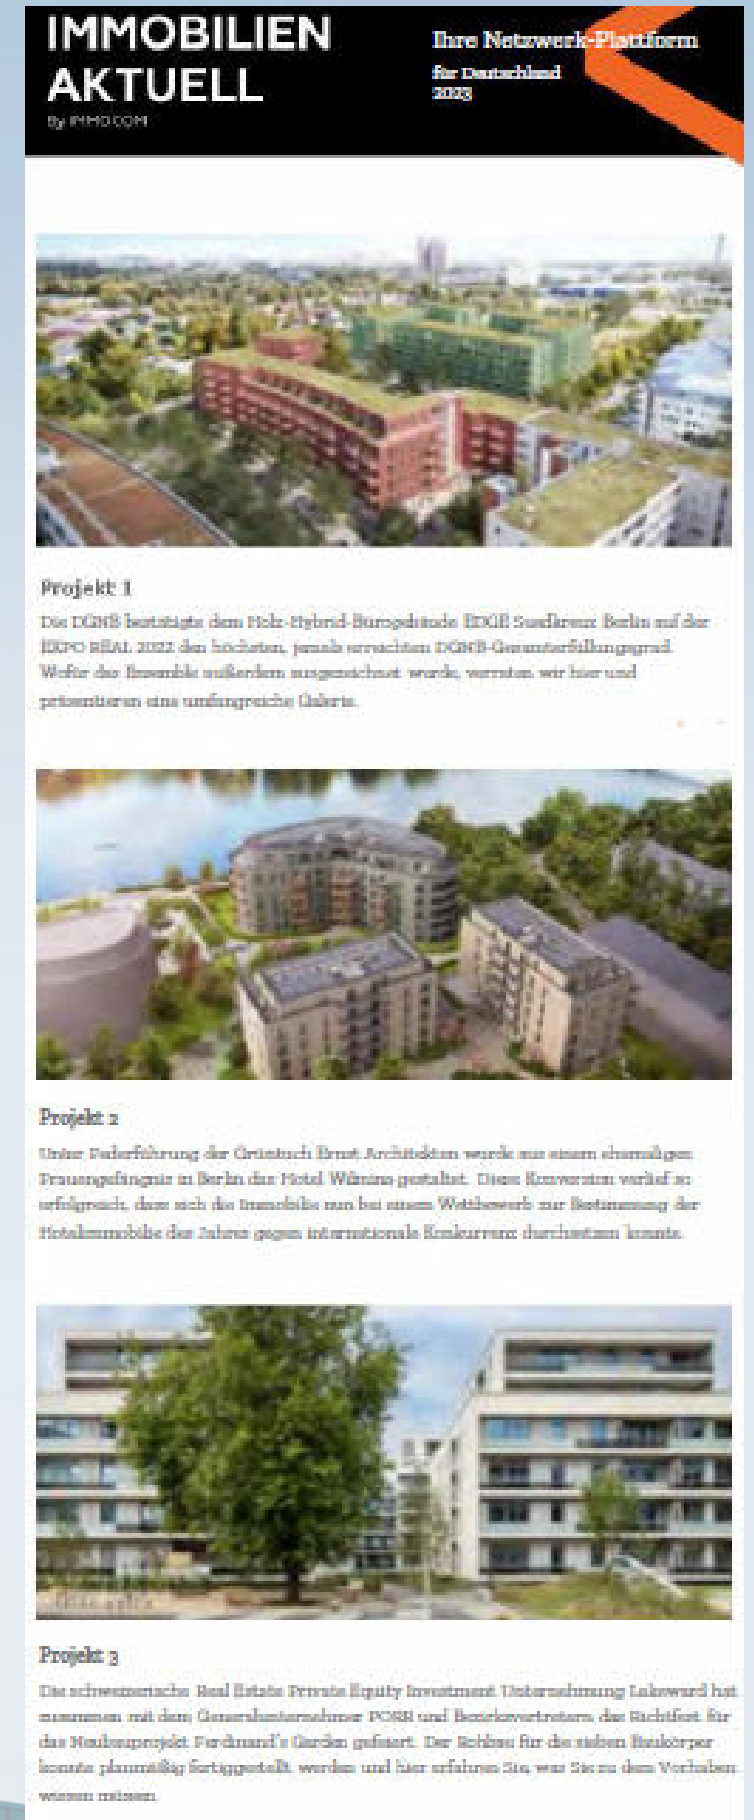 IMMOBILIEN
AKTUELL
By IMMOCOM
Ihre Netzwerk-Plattform
für Deutschland
2023
Projekt 1
Die DGNB bestätigte dem Holz-Hybrid-Bürogebäude EDGE Suedkreuz Berlin auf der
EXPO REAL 2022 den höchsten, jemals erreichten DGNB-Gesamterfüllungsgrad.
Wofür das Ensemble außerdem ausgezeichnet wurde, verraten wir hier und
präsentieren eine umfangreiche Galerie.
Projekt 2
Unter Federführung der Grüntuch Ernst Architekten wurde aus einem ehemaligen
Frauengefängnis in Berlin das Hotel Wilmina gestaltet. Diese Konversion verlief so
erfolgreich, dass sich die Immobilie nun bei einem Wettbewerb zur Bestimmung der
Hotelimmobilie des Jahres gegen internationale Konkurrenz durchsetzen konnte.
Projekt 3
Die schweizerische Real Estate Private Equity Investment Unternehmung Lakeward hat
zusammen mit dem Generalunternehmer PORR und Bezirksvertretern das Richtfest für
das Neubauprojekt Ferdinand's Garden gefeiert. Der Rohbau für die sieben Baukörper
konnte planmäßig fertiggestellt werden und hier erfahren Sie, was Sie zu dem Vorhaben
wissen müssen.